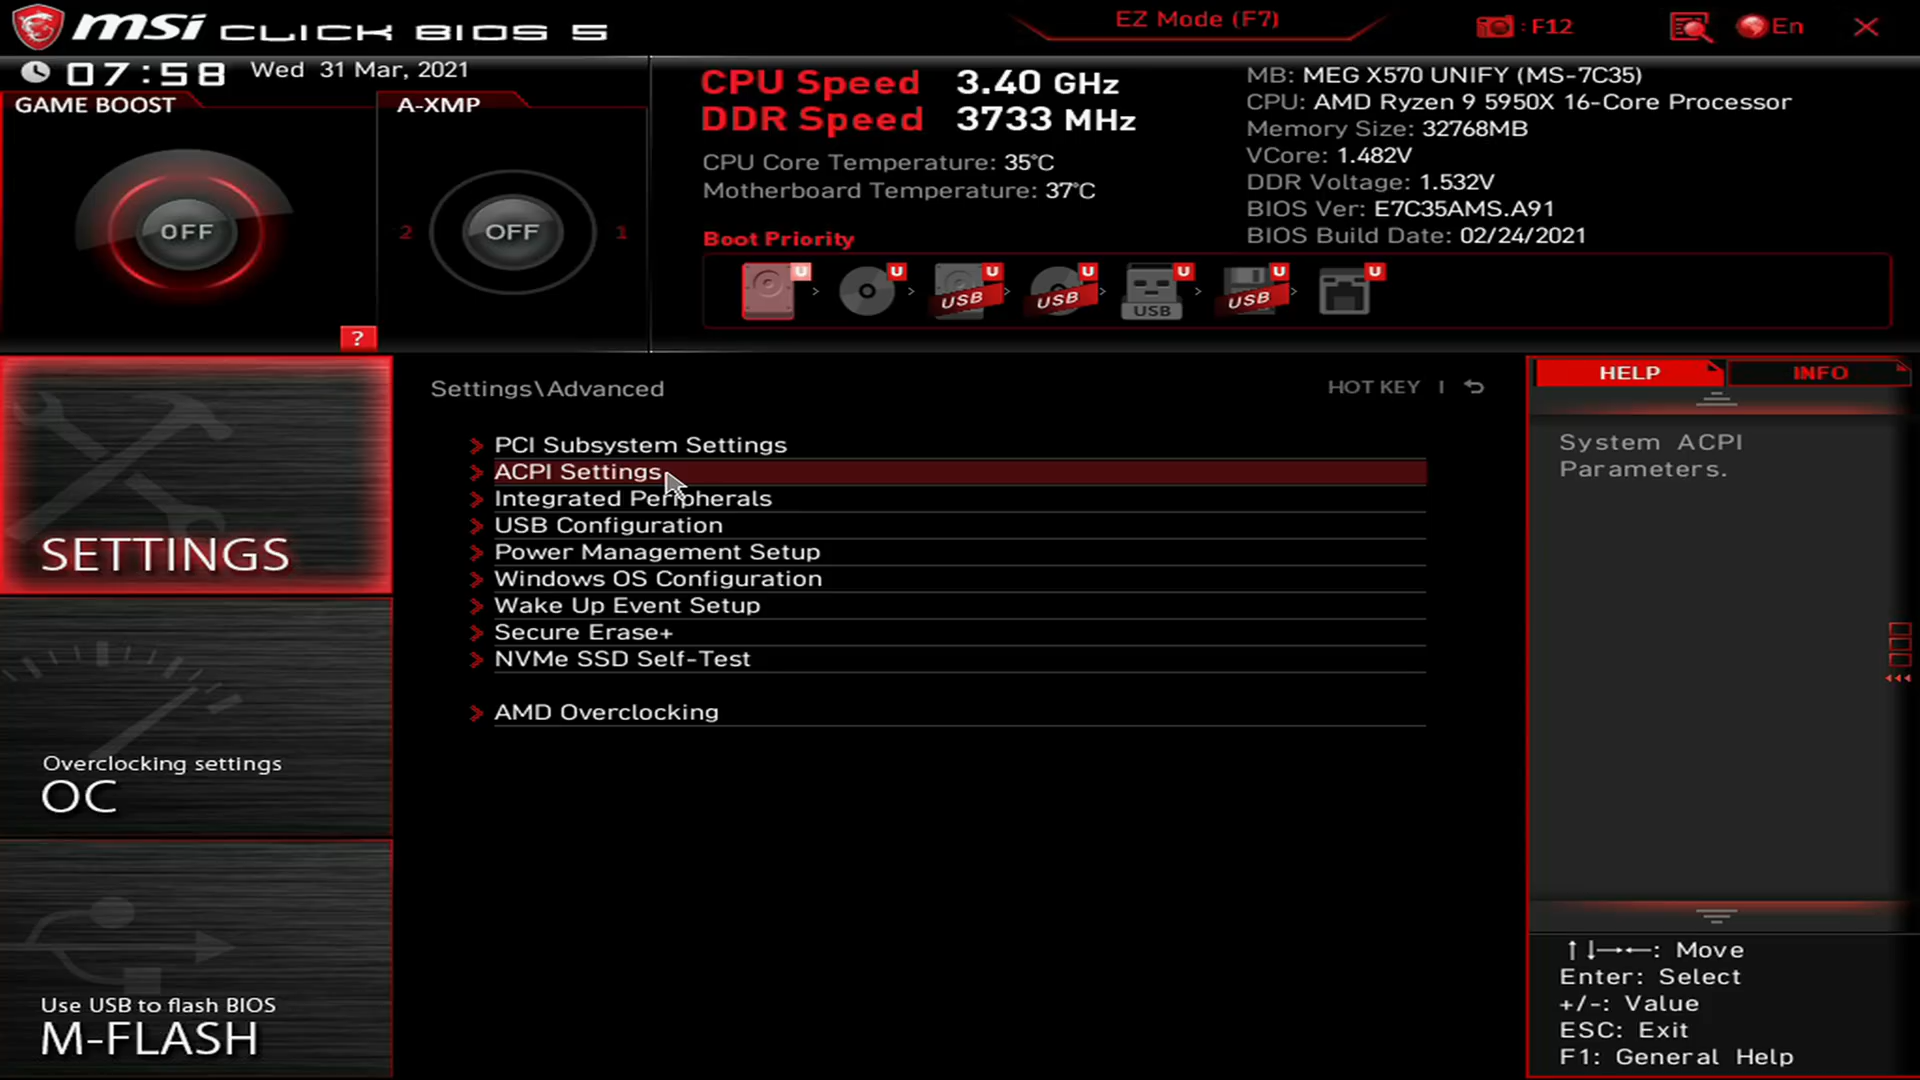 msi CLICK BIOS 5
EZ Mode (F7)
: F12
En
07:58 Wed 31 Mar, 2021
GAME BOOST
OFF
?
A-XMP
2 OFF 1
CPU Speed 3.40 GHz
DDR Speed 3733 MHz
CPU Core Temperature: 35°C
Motherboard Temperature: 37°C
MB: MEG X570 UNIFY (MS-7C35)
CPU: AMD Ryzen 9 5950X 16-Core Processor
Memory Size: 32768MB
VCore: 1.482V
DDR Voltage: 1.532V
BIOS Ver: E7C35AMS.A91
BIOS Build Date: 02/24/2021
Boot Priority
U U U U U U U
USB USB USB USB
SETTINGS
Overclocking settings
OC
Use USB to flash BIOS
M-FLASH
Settings\Advanced
HOT KEY |
PCI Subsystem Settings
ACPI Settings
Integrated Peripherals
USB Configuration
Power Management Setup
Windows OS Configuration
Wake Up Event Setup
Secure Erase+
NVMe SSD Self-Test
AMD Overclocking
HELP INFO
System ACPI
Parameters.
↑↓→←: Move
Enter: Select
+/-: Value
ESC: Exit
F1: General Help